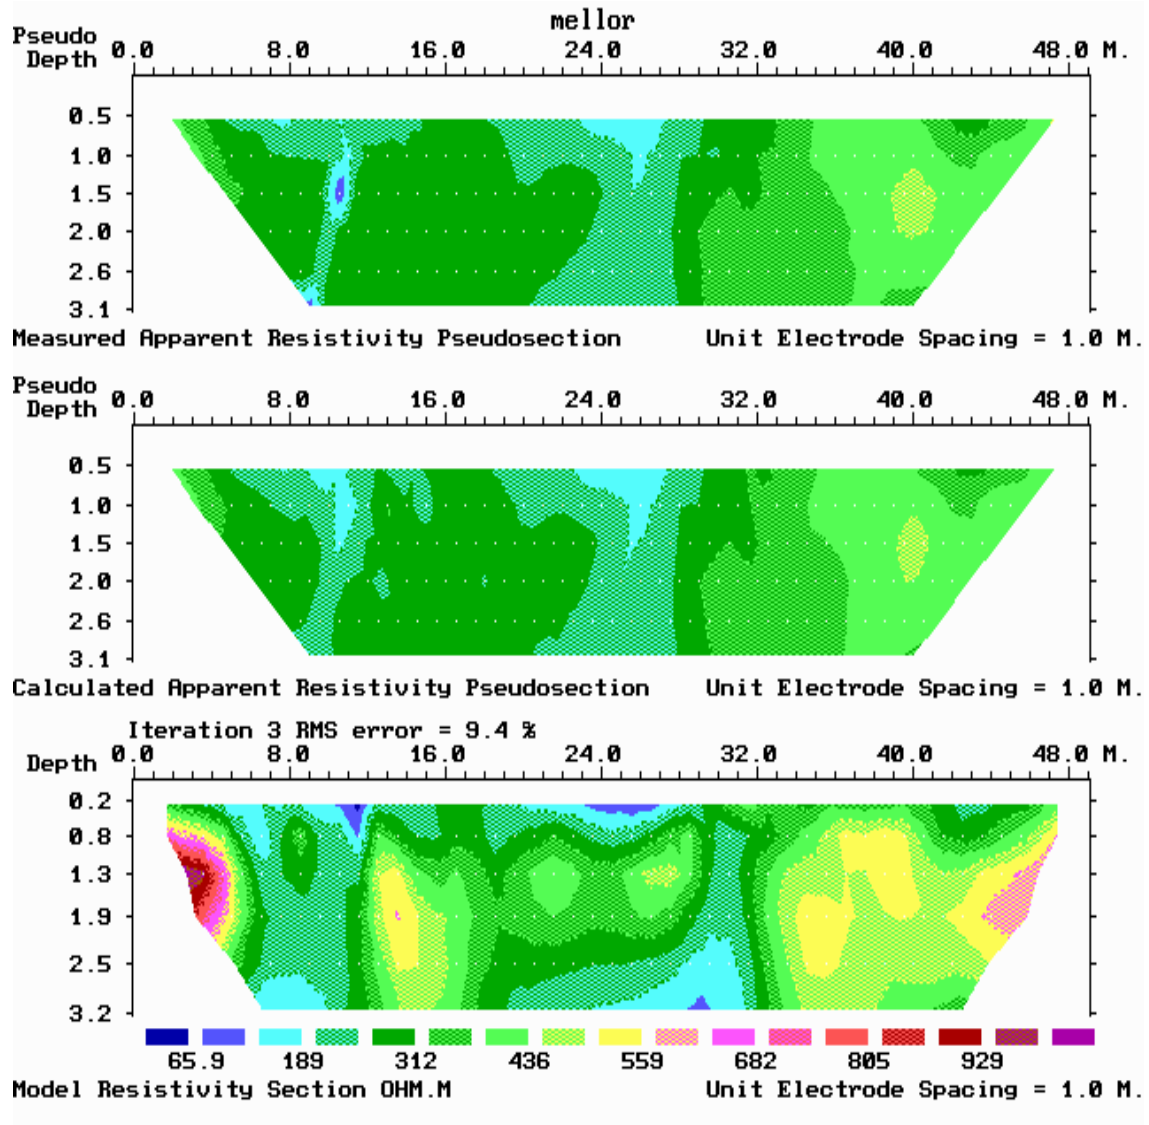 mellor
Pseudo
Depth 0.0 8.0 16.0 24.0 32.0 40.0 48.0 M.
0.5
1.0
1.5
2.0
2.6
3.1
Measured Apparent Resistivity Pseudosection Unit Electrode Spacing = 1.0 M.
Pseudo
Depth 0.0 8.0 16.0 24.0 32.0 40.0 48.0 M.
0.5
1.0
1.5
2.0
2.6
3.1
Calculated Apparent Resistivity Pseudosection Unit Electrode Spacing = 1.0 M.
Iteration 3 RMS error = 9.4 %
Depth 0.0 8.0 16.0 24.0 32.0 40.0 48.0 M.
0.2
0.8
1.3
1.9
2.5
3.2
65.9 189 312 436 559 682 805 929
Model Resistivity Section OHM.M Unit Electrode Spacing = 1.0 M.